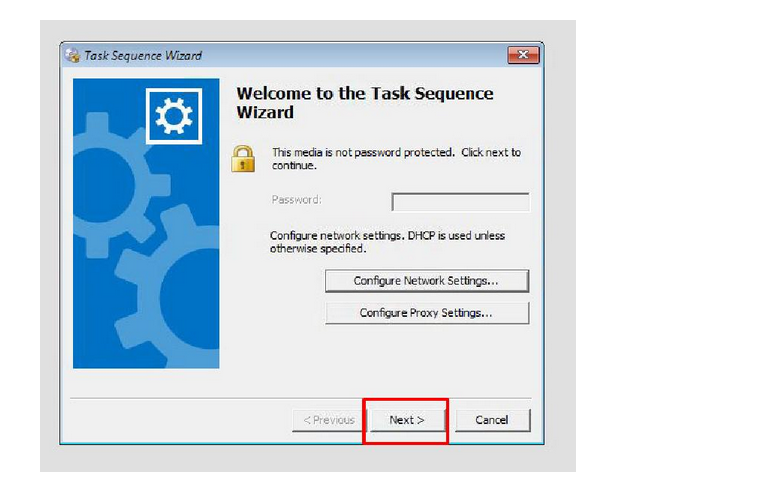 Task Sequence Wizard
Welcome to the Task Sequence
Wizard
This media is not password protected. Click next to
continue.
Password:
Configure network settings. DHCP is used unless
otherwise specified.
Configure Network Settings...
Configure Proxy Settings...
< Previous
Next >
Cancel